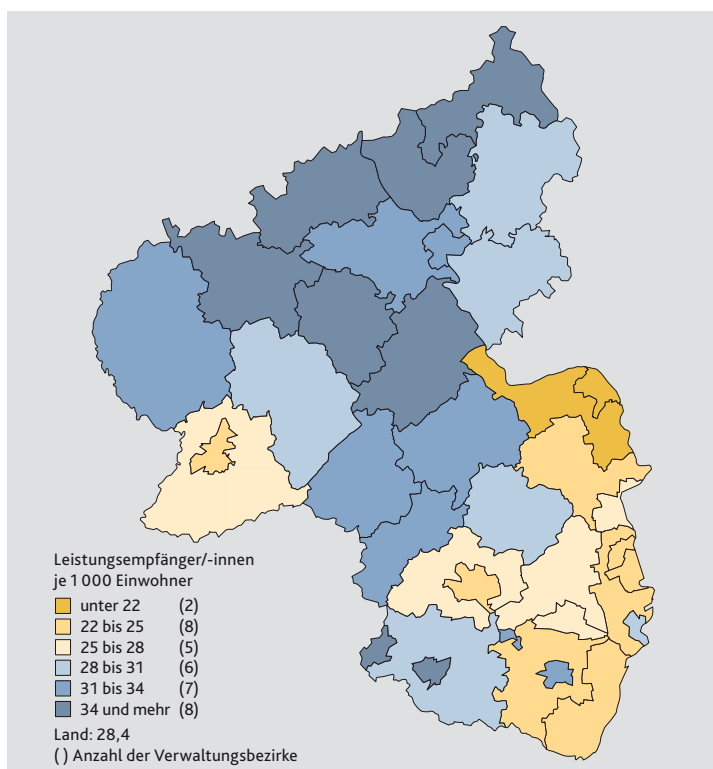 Leistungsempfänger/-innen
je 1 000 Einwohner
unter 22 (2)
22 bis 25 (8)
25 bis 28 (5)
28 bis 31 (6)
31 bis 34 (7)
34 und mehr (8)
Land: 28,4
( ) Anzahl der Verwaltungsbezirke